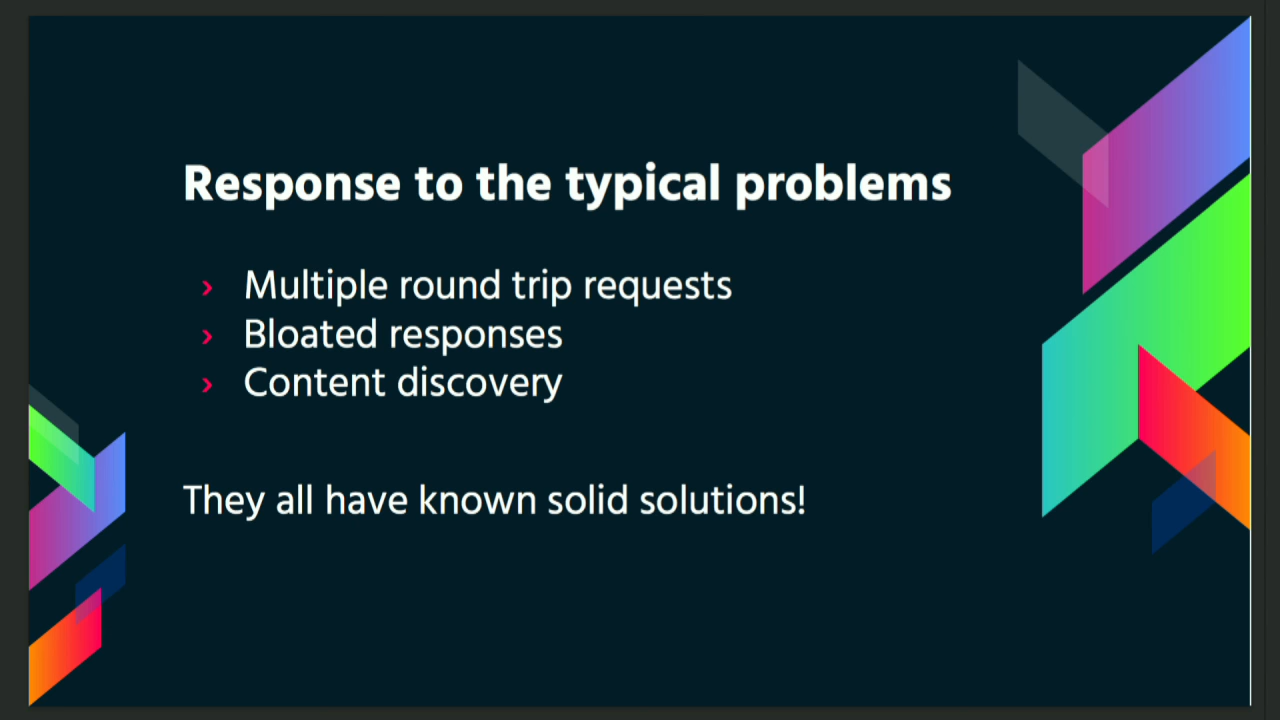 Response to the typical problems
› Multiple round trip requests
› Bloated responses
› Content discovery
They all have known solid solutions!